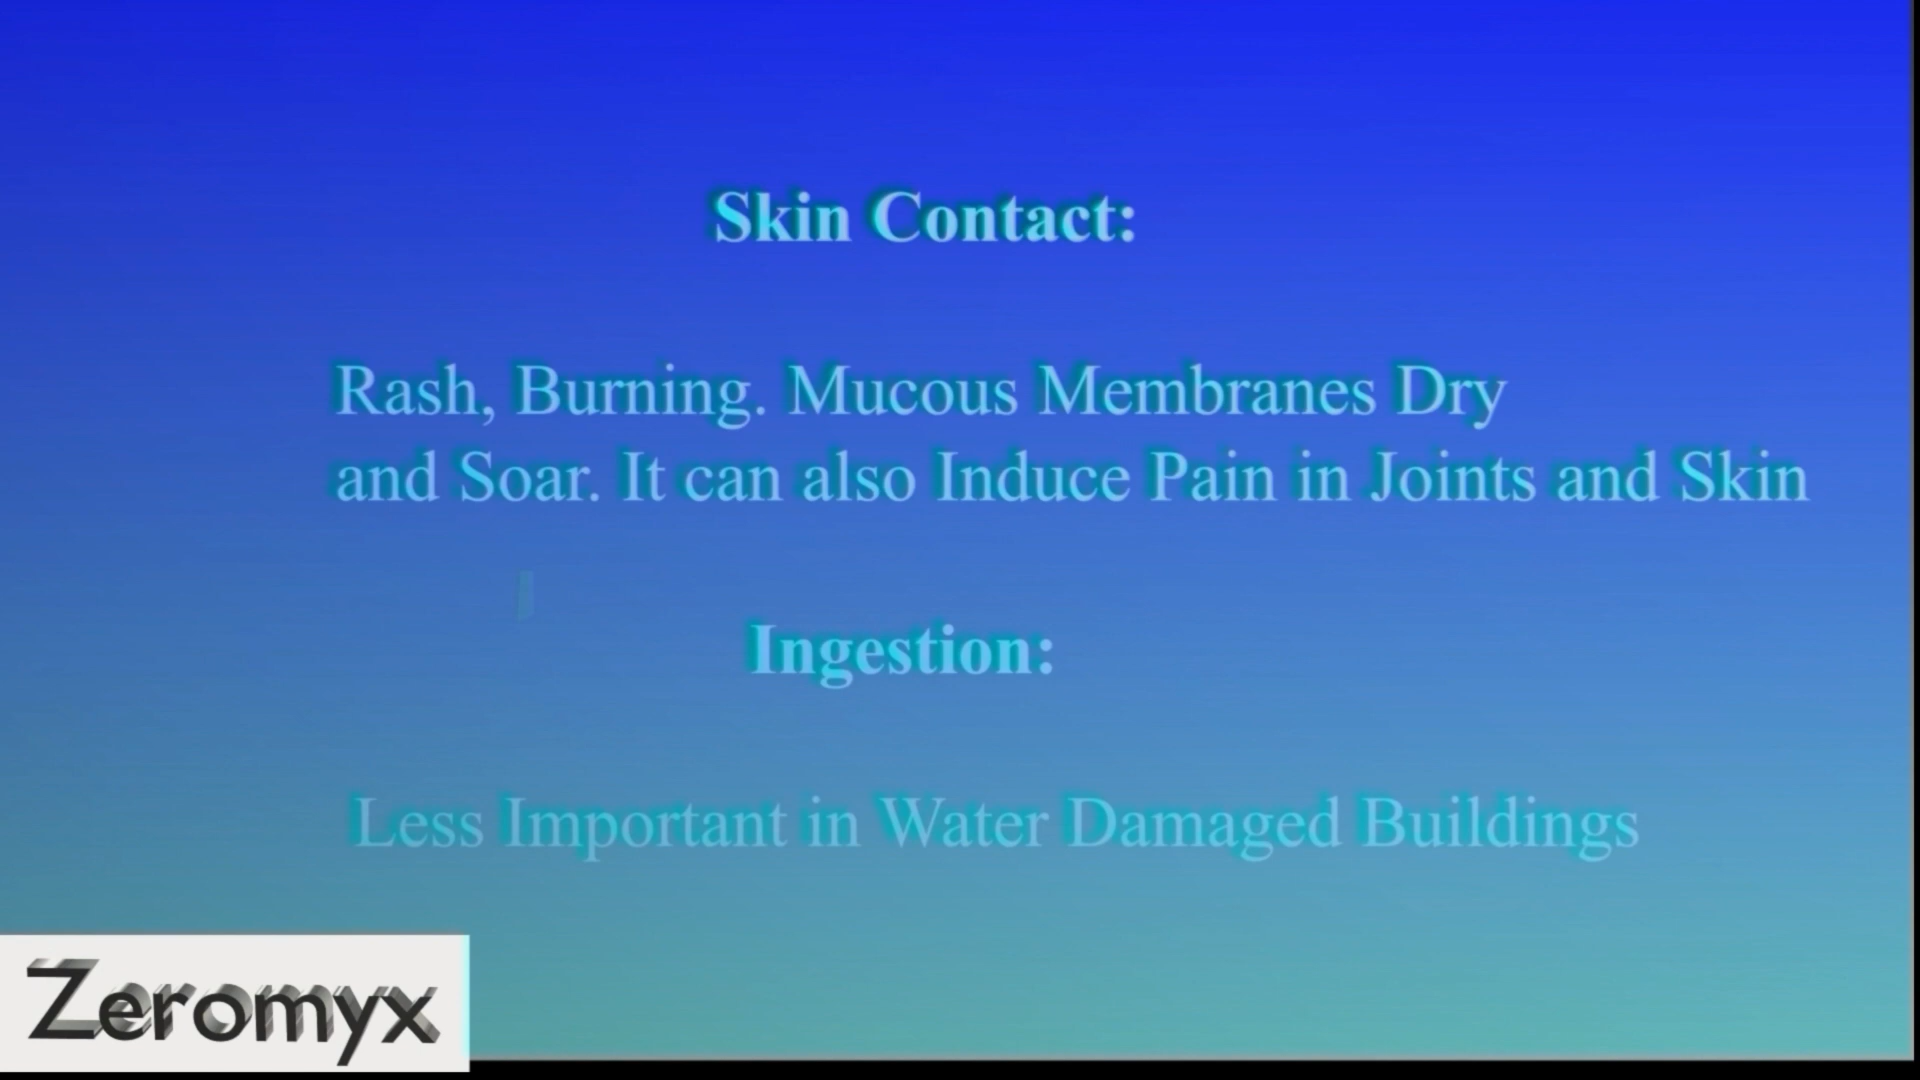 Skin Contact:
Rash, Burning. Mucous Membranes Dry
and Soar. It can also Induce Pain in Joints and Skin
Ingestion:
Less Important in Water Damaged Buildings
Zeromyx